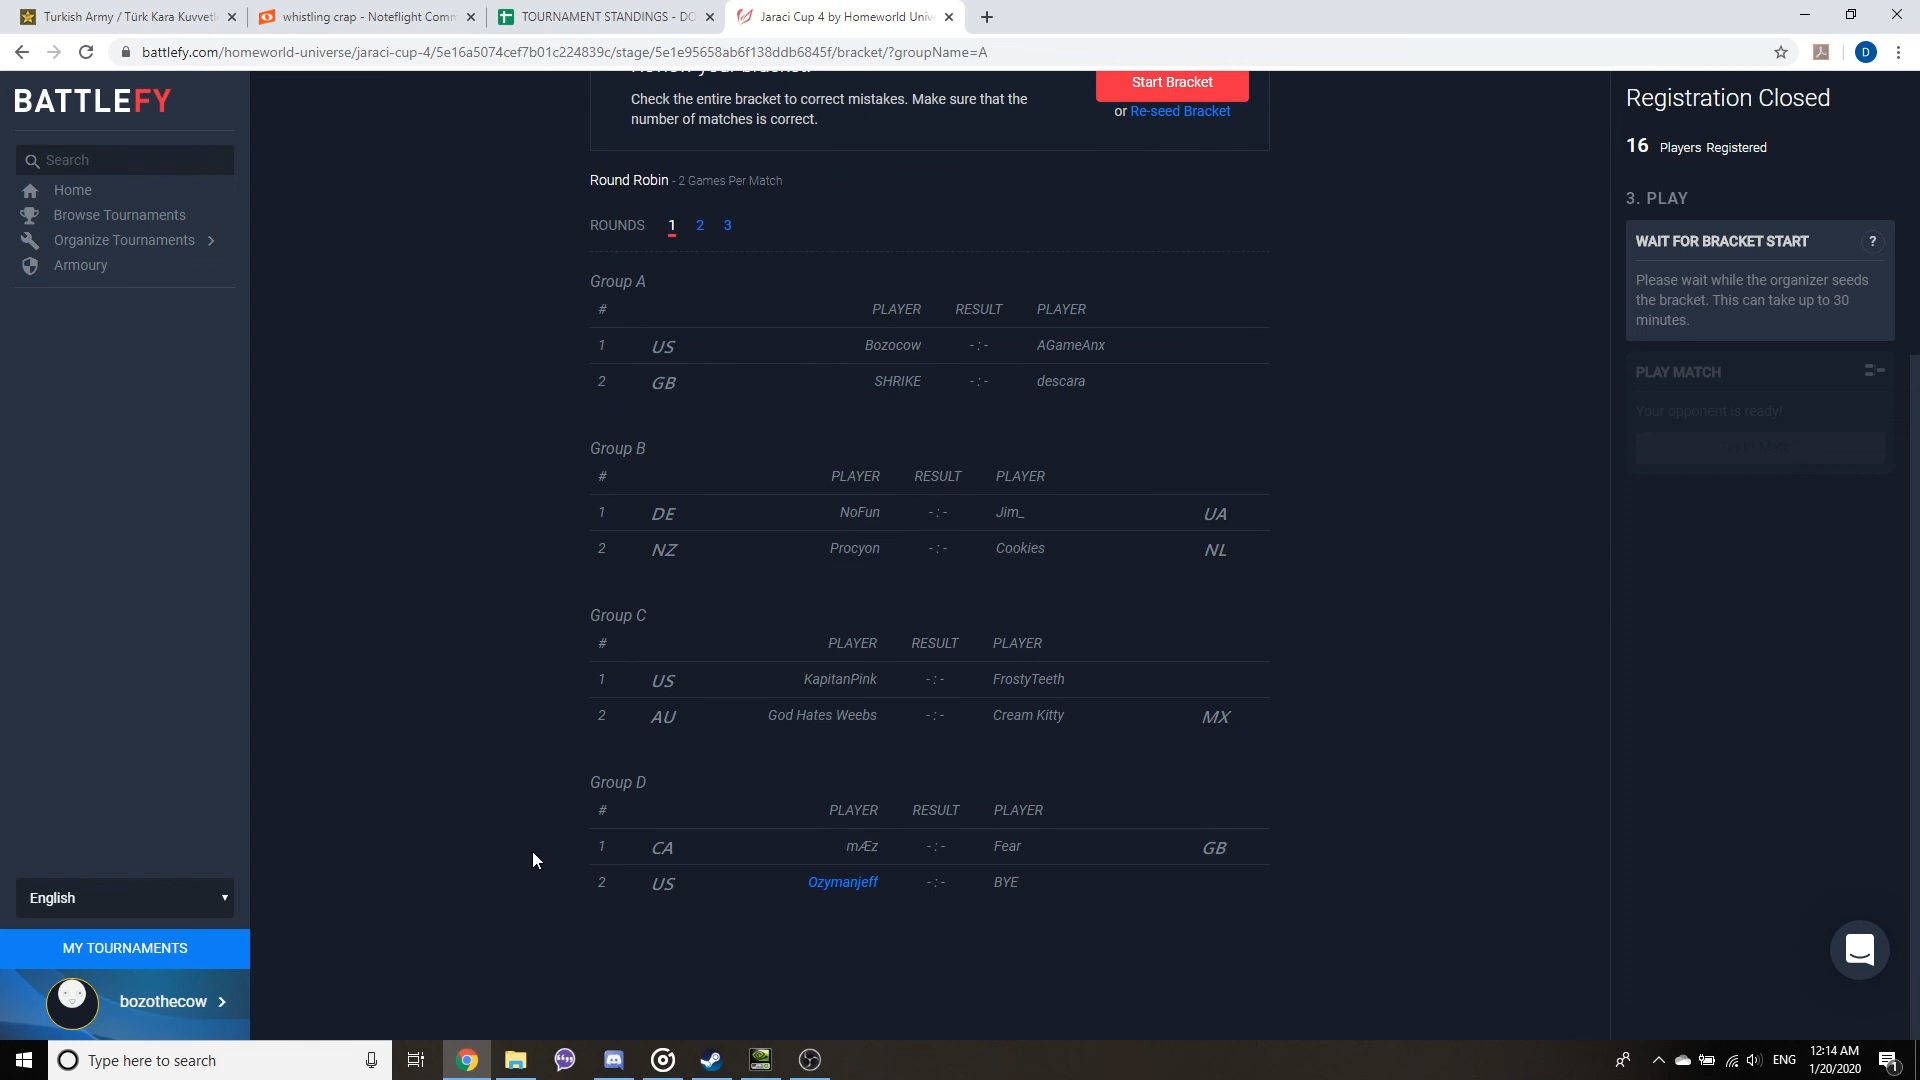 Turkish Army / Türk Kara Kuvvetl
whistling crap - Noteflight Comm
TOURNAMENT STANDINGS - DO
Jaraci Cup 4 by Homeworld Unive
battlefy.com/homeworld-universe/jaraci-cup-4/5e16a5074cef7b01c224839c/stage/5e1e95658ab6f138ddb6845f/bracket/?groupName=A
D
BATTLEFY
Search
Home
Browse Tournaments
Organize Tournaments
Armoury
English
MY TOURNAMENTS
bozothecow
Check the entire bracket to correct mistakes. Make sure that the
number of matches is correct.
Start Bracket
or Re-seed Bracket
Round Robin - 2 Games Per Match
ROUNDS 1 2 3
Group A
# PLAYER RESULT PLAYER
1 US Bozocow - : - AGameAnx
2 GB SHRIKE - : - descara
Group B
# PLAYER RESULT PLAYER
1 DE NoFun - : - Jim_ UA
2 NZ Procyon - : - Cookies NL
Group C
# PLAYER RESULT PLAYER
1 US KapitanPink - : - FrostyTeeth
2 AU God Hates Weebs - : - Cream Kitty MX
Group D
# PLAYER RESULT PLAYER
1 CA mÆz - : - Fear GB
2 US Ozymanjeff - : - BYE
Registration Closed
16 Players Registered
3. PLAY
WAIT FOR BRACKET START ?
Please wait while the organizer seeds
the bracket. This can take up to 30
minutes.
PLAY MATCH
Your opponent is ready!
Type here to search
ENG
12:14 AM
1/20/2020
1